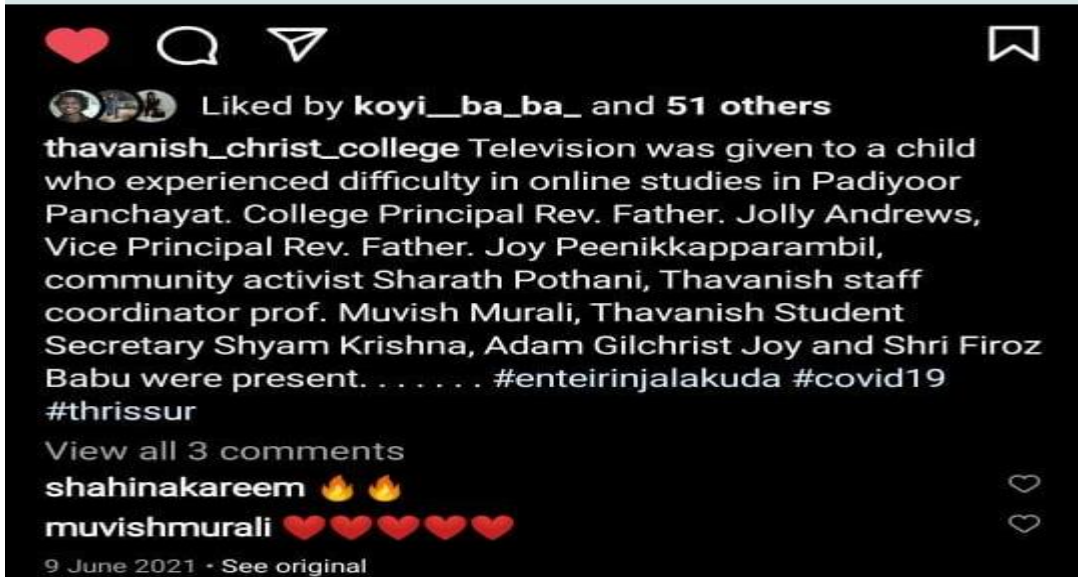 Liked by koyi__ba_ba_ and 51 others
thavanish_christ_college Television was given to a child
who experienced difficulty in online studies in Padiyoor
Panchayat. College Principal Rev. Father. Jolly Andrews,
Vice Principal Rev. Father. Joy Peenikkapparambil,
community activist Sharath Pothani, Thavanish staff
coordinator prof. Muvish Murali, Thavanish Student
Secretary Shyam Krishna, Adam Gilchrist Joy and Shri Firoz
Babu were present. . . . . . . #enteirinjalakuda #covid19
#thrissur
View all 3 comments
shahinakareem 🔥🔥
muvishmurali ❤️❤️❤️❤️❤️
9 June 2021 · See original